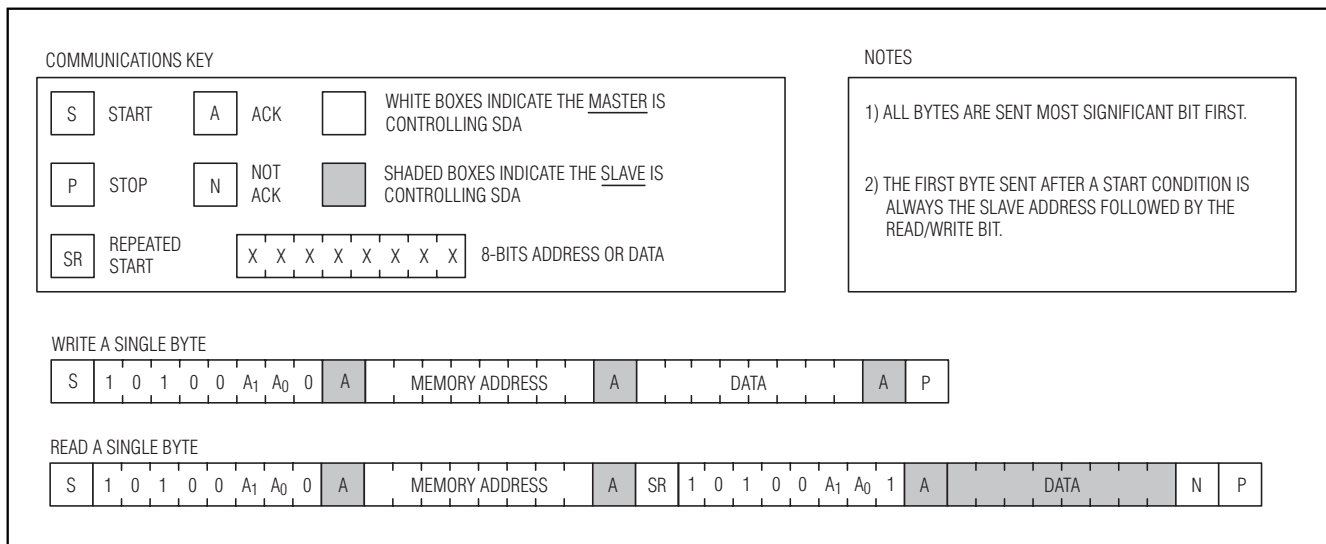 COMMUNICATIONS KEY
S START A ACK WHITE BOXES INDICATE THE MASTER IS
CONTROLLING SDA
P STOP N NOT
ACK SHADED BOXES INDICATE THE SLAVE IS
CONTROLLING SDA
SR REPEATED
START X X X X X X X X 8-BITS ADDRESS OR DATA
NOTES
1) ALL BYTES ARE SENT MOST SIGNIFICANT BIT FIRST.
2) THE FIRST BYTE SENT AFTER A START CONDITION IS
ALWAYS THE SLAVE ADDRESS FOLLOWED BY THE
READ/WRITE BIT.
WRITE A SINGLE BYTE
S 1 0 1 0 0 A1 A0 0 A MEMORY ADDRESS A DATA A P
READ A SINGLE BYTE
S 1 0 1 0 0 A1 A0 0 A MEMORY ADDRESS A SR 1 0 1 0 0 A1 A0 1 A DATA N P